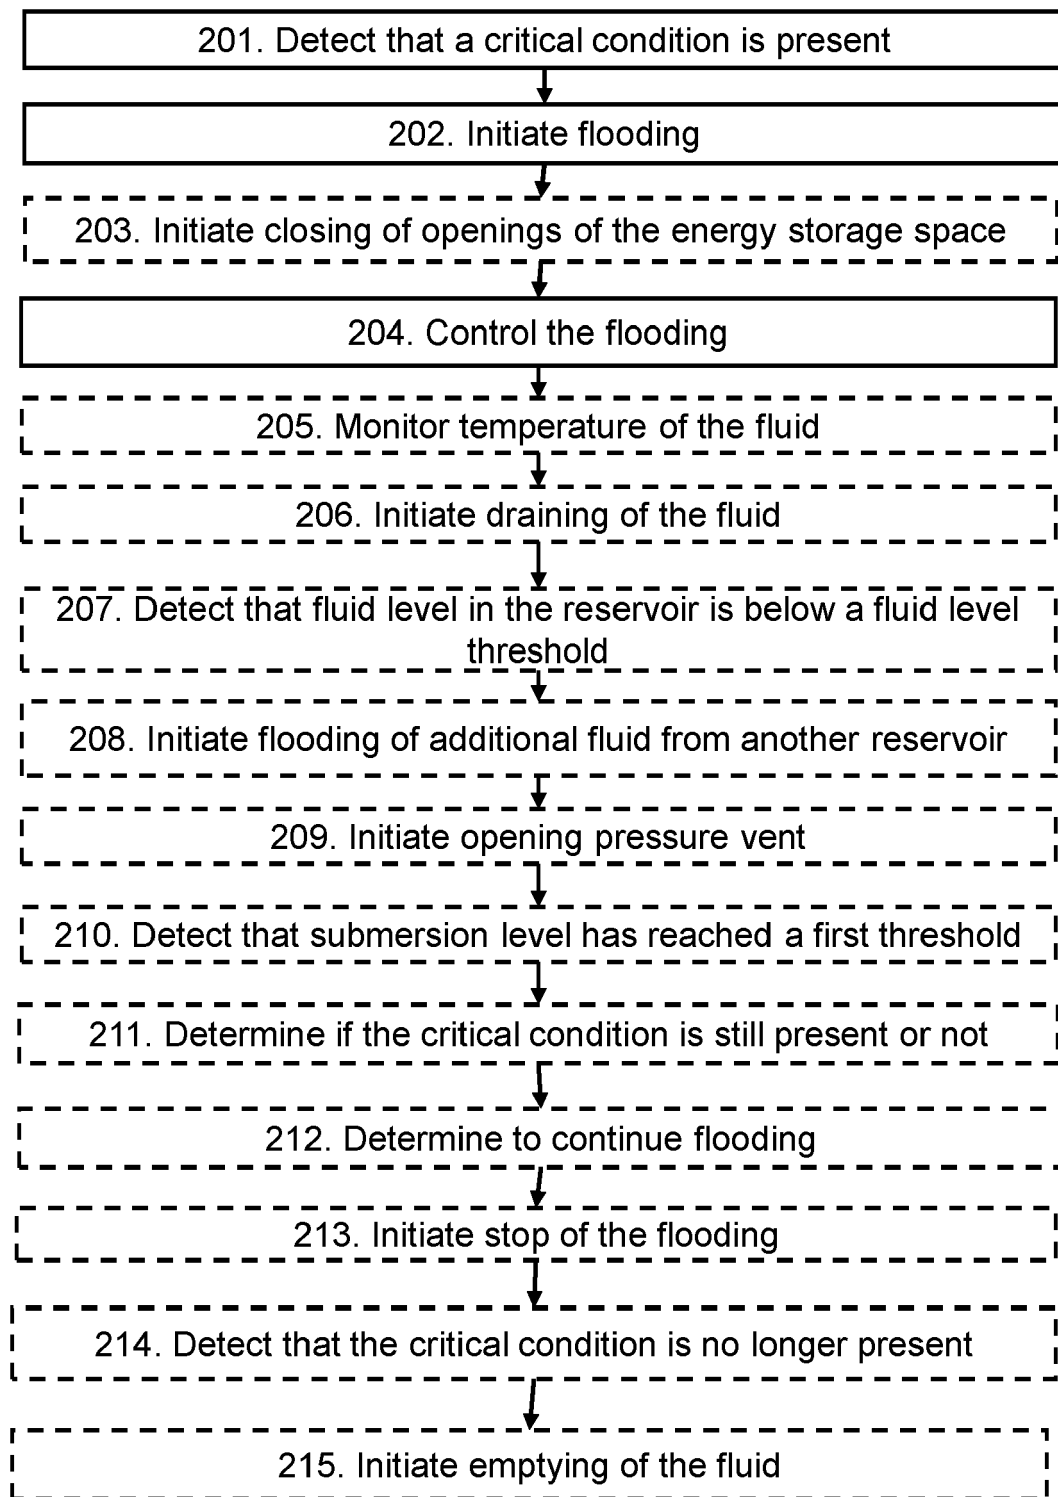 201. Detect that a critical condition is present
202. Initiate flooding
203. Initiate closing of openings of the energy storage space
204. Control the flooding
205. Monitor temperature of the fluid
206. Initiate draining of the fluid
207. Detect that fluid level in the reservoir is below a fluid level
threshold
208. Initiate flooding of additional fluid from another reservoir
209. Initiate opening pressure vent
210. Detect that submersion level has reached a first threshold
211. Determine if the critical condition is still present or not
212. Determine to continue flooding
213. Initiate stop of the flooding
214. Detect that the critical condition is no longer present
215. Initiate emptying of the fluid